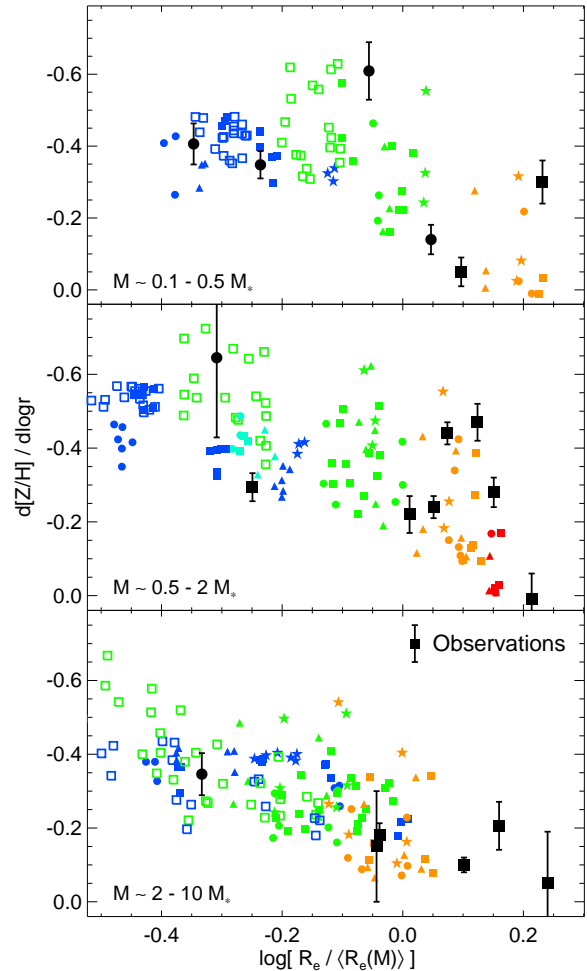 -0.6
-0.4
-0.2
0.0
M ~ 0.1 - 0.5 M*
-0.6
-0.4
-0.2
0.0
M ~ 0.5 - 2 M*
d[Z/H] / dlogr
Observations
-0.6
-0.4
-0.2
0.0
M ~ 2 - 10 M*
-0.4 -0.2 0.0 0.2
log[ R_e / ⟨R_e(M)⟩ ]